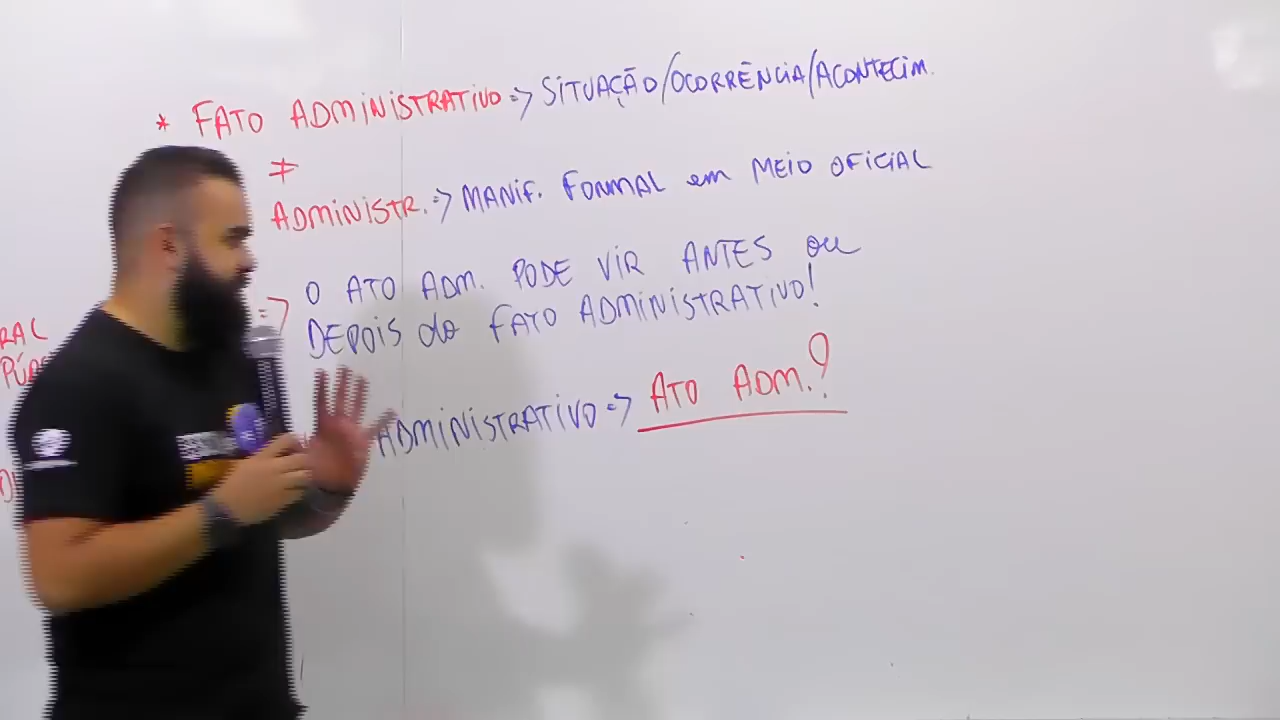 * FATO ADMINISTRATIVO => SITUAÇÃO/OCORRÊNCIA/ACONTECIM.
≠
ADMINISTR. => MANIF. FORMAL em MEIO OFICIAL
=> O ATO ADM. PODE VIR ANTES ou
DEPOIS do FATO ADMINISTRATIVO!
ADMINISTRATIVO => ATO ADM.?
RAL